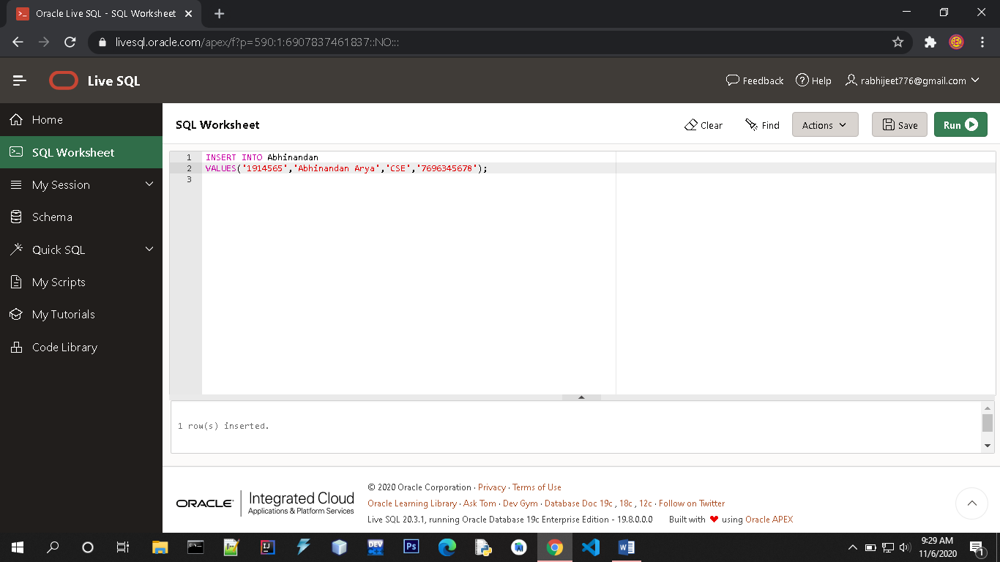 Oracle Live SQL - SQL Worksheet
livesql.oracle.com/apex/f?p=590:1:6907837461837::NO:::
Live SQL
Feedback
Help
rabhijeet776@gmail.com
Home
SQL Worksheet
My Session
Schema
Quick SQL
My Scripts
My Tutorials
Code Library
SQL Worksheet
Clear
Find
Actions
Save
Run
1 INSERT INTO Abhinandan
2 VALUES('1914565','Abhinandan Arya','CSE','7696345678');
3
1 row(s) inserted.
ORACLE
Integrated Cloud
Applications & Platform Services
© 2020 Oracle Corporation · Privacy · Terms of Use
Oracle Learning Library · Ask Tom · Dev Gym · Database Doc 19c , 18c , 12c · Follow on Twitter
Live SQL 20.3.1, running Oracle Database 19c Enterprise Edition - 19.8.0.0.0 Built with ❤ using Oracle APEX
DEV
Ps
9:29 AM
11/6/2020
1